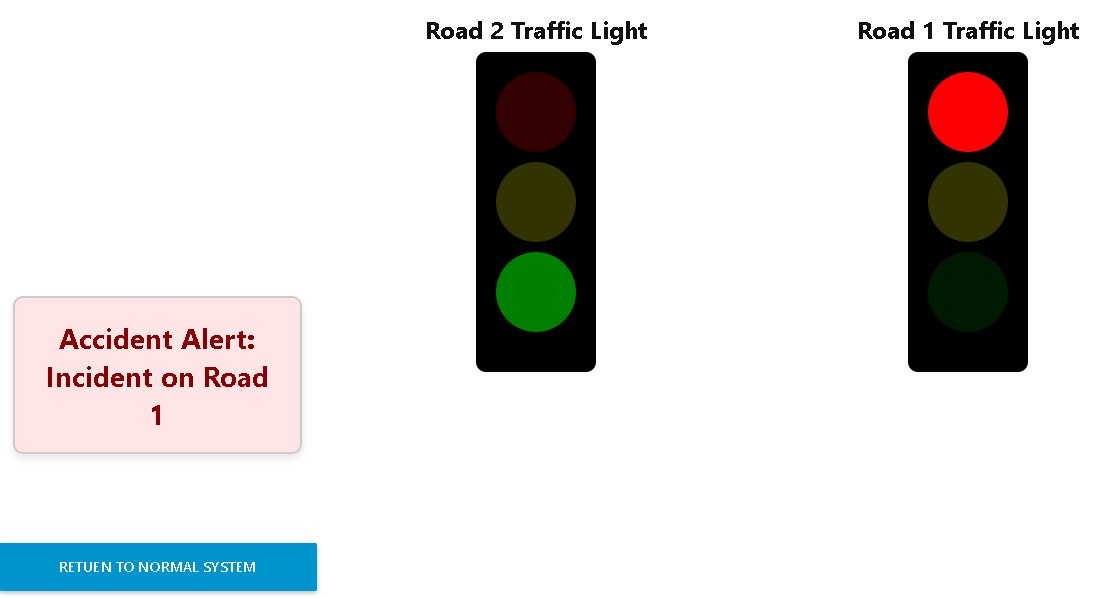 Road 2 Traffic Light
Road 1 Traffic Light
Accident Alert:
Incident on Road
1
RETUEN TO NORMAL SYSTEM